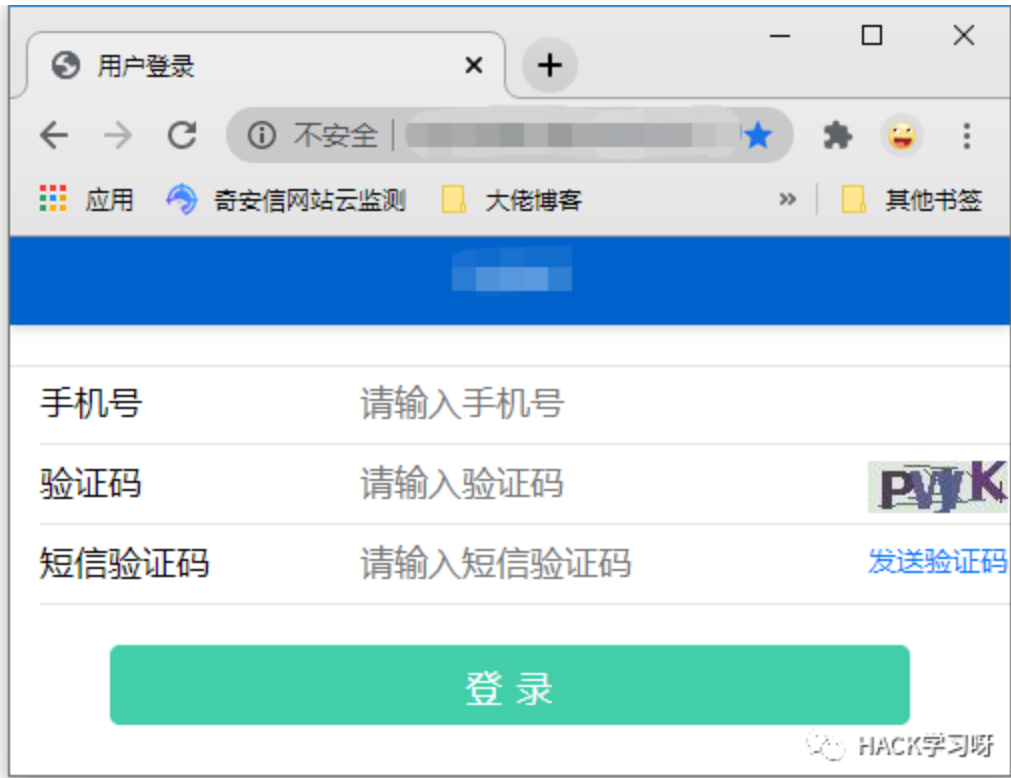 用户登录
不安全
应用 奇安信网站云监测 大佬博客 » 其他书签
手机号 请输入手机号
验证码 请输入验证码
短信验证码 请输入短信验证码 发送验证码
登 录
HACK学习呀